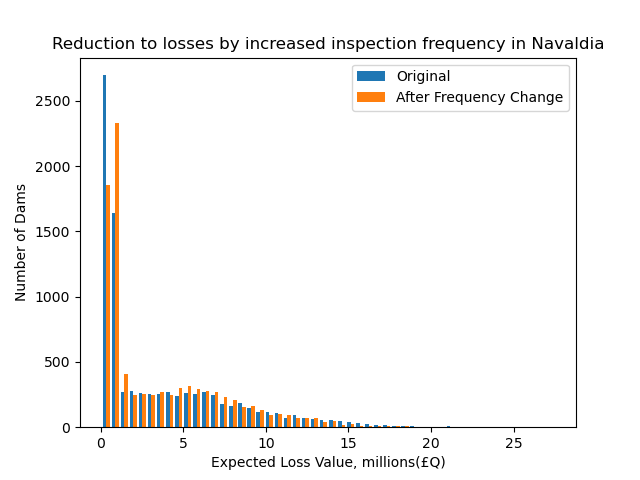 Reduction to losses by increased inspection frequency in Navaldia
Original
After Frequency Change
Number of Dams
2500
2000
1500
1000
500
0
0 5 10 15 20 25
Expected Loss Value, millions(£Q)